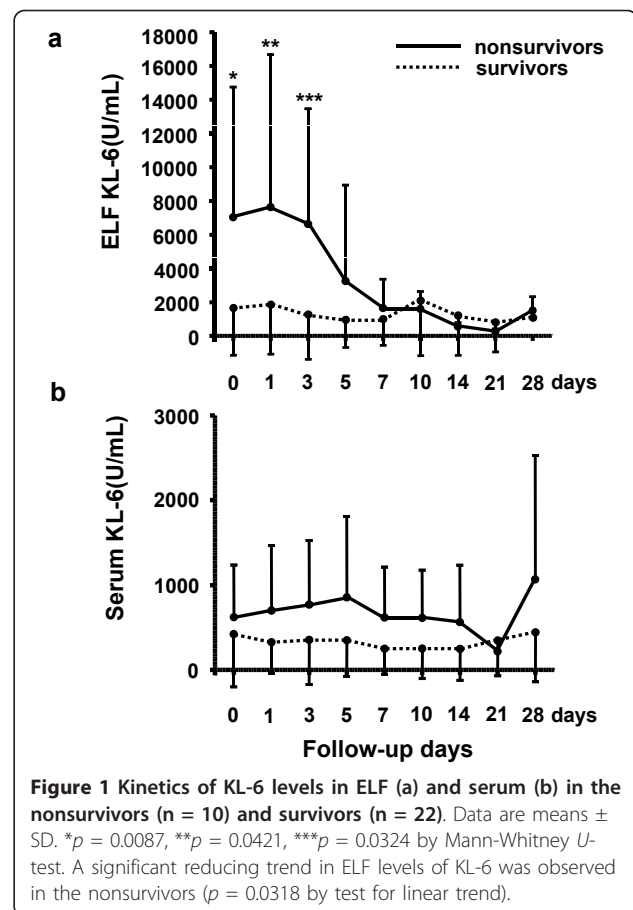 a
18000
16000
14000
12000
10000
8000
6000
4000
2000
0
ELF KL-6(U/mL)
* ** ***
nonsurvivors
survivors
0 1 3 5 7 10 14 21 28 days
b
3000
2000
1000
0
Serum KL-6(U/mL)
0 1 3 5 7 10 14 21 28 days
Follow-up days
Figure 1 Kinetics of KL-6 levels in ELF (a) and serum (b) in the
nonsurvivors (n = 10) and survivors (n = 22). Data are means ±
SD. *p = 0.0087, **p = 0.0421, ***p = 0.0324 by Mann-Whitney U-
test. A significant reducing trend in ELF levels of KL-6 was observed
in the nonsurvivors (p = 0.0318 by test for linear trend).